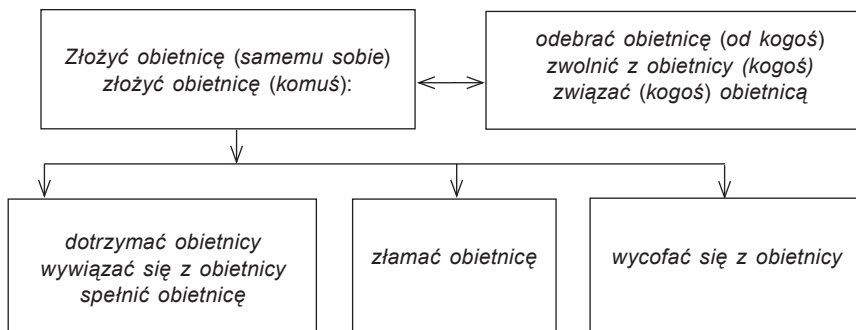 Złożyć obietnicę (samemu sobie)
złożyć obietnicę (komuś):
odebrać obietnicę (od kogoś)
zwolnić z obietnicy (kogoś)
związać (kogoś) obietnicą
dotrzymać obietnicy
wywiązać się z obietnicy
spełnić obietnicę
złamać obietnicę
wycofać się z obietnicy